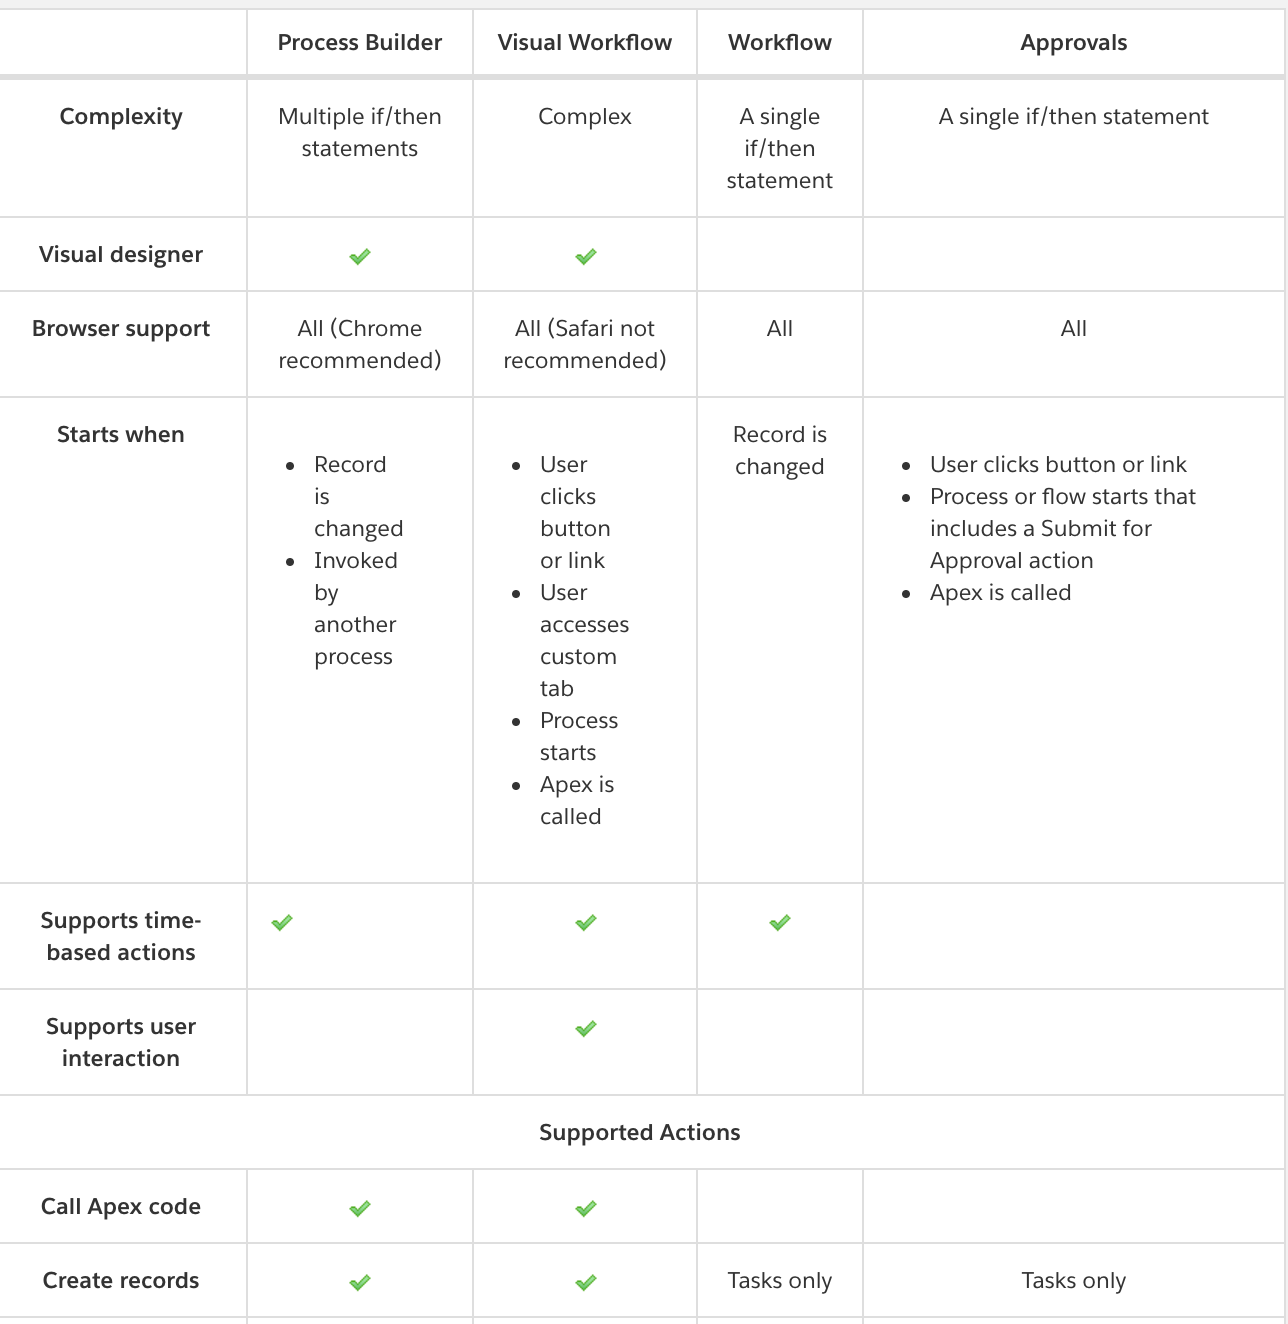 Process Builder
Visual Workflow
Workflow
Approvals
Complexity
Multiple if/then
statements
Complex
A single
if/then
statement
A single if/then statement
Visual designer
Browser support
All (Chrome
recommended)
All (Safari not
recommended)
All
All
Starts when
Record
is
changed
Invoked
by
another
process
User
clicks
button
or link
User
accesses
custom
tab
Process
starts
Apex is
called
Record is
changed
User clicks button or link
Process or flow starts that
includes a Submit for
Approval action
Apex is called
Supports time-
based actions
Supports user
interaction
Supported Actions
Call Apex code
Create records
Tasks only
Tasks only